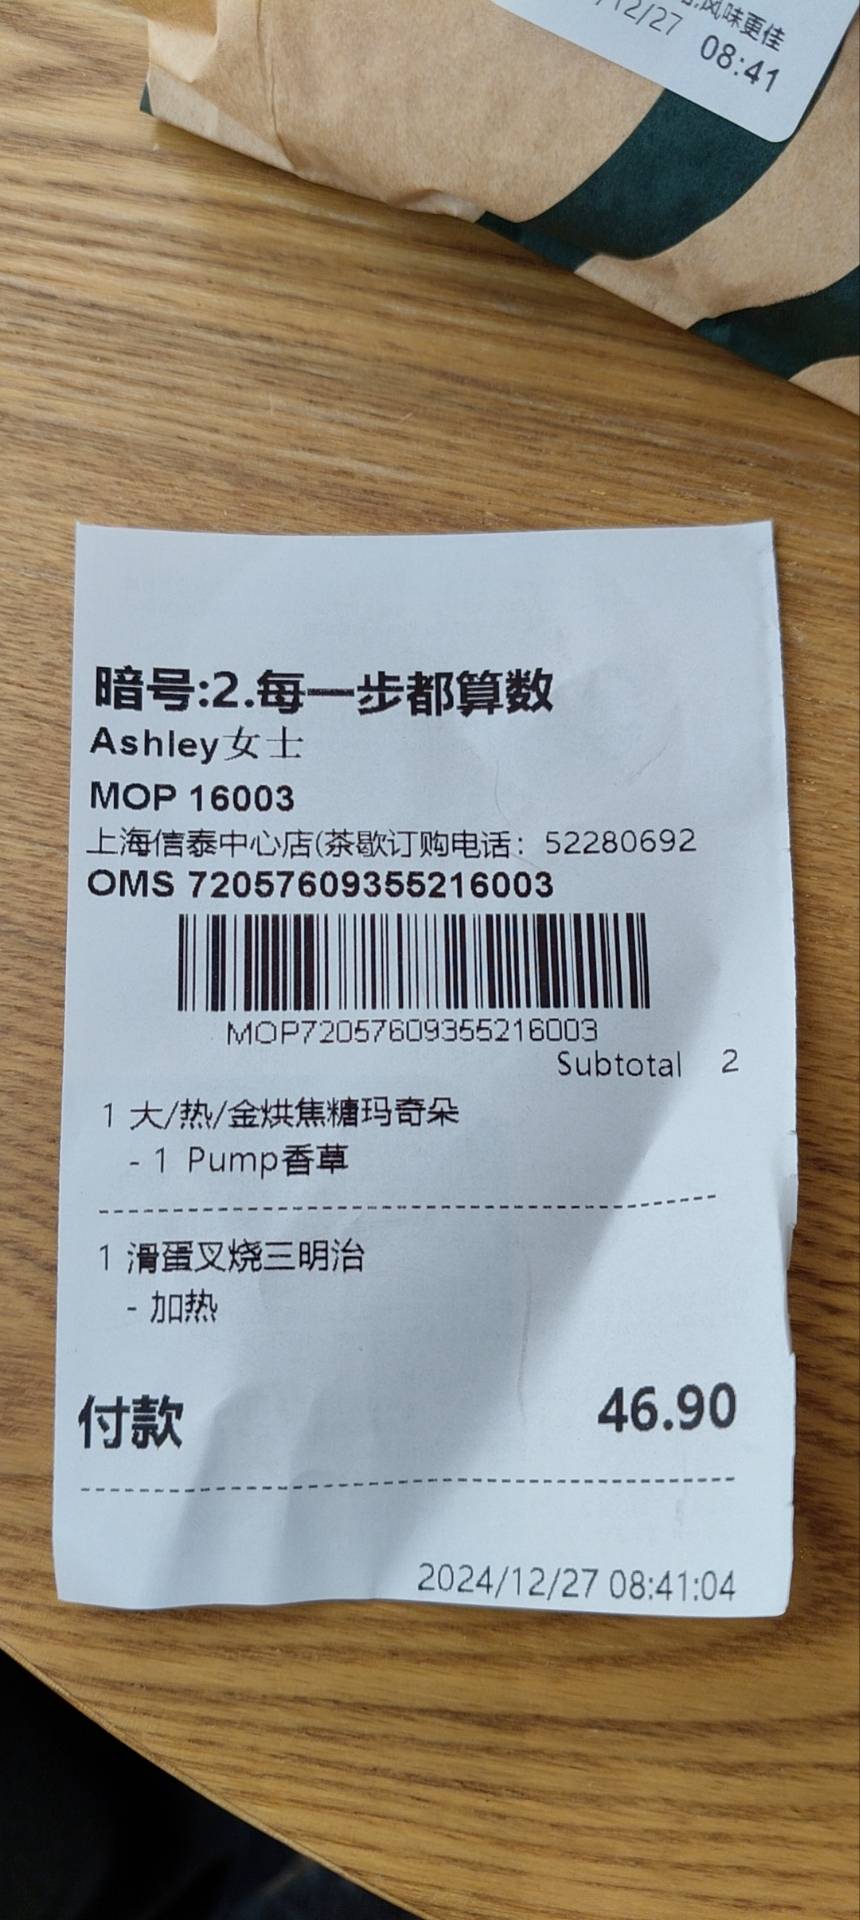 风味更佳
/12/27 08:41
暗号:2.每一步都算数
Ashley女士
MOP 16003
上海信泰中心店(茶歇订购电话: 52280692
OMS 72057609355216003
MOP72057609355216003
Subtotal 2
1 大/热/金烘焦糖玛奇朵
- 1 Pump香草
1 滑蛋叉烧三明治
- 加热
付款 46.90
2024/12/27 08:41:04